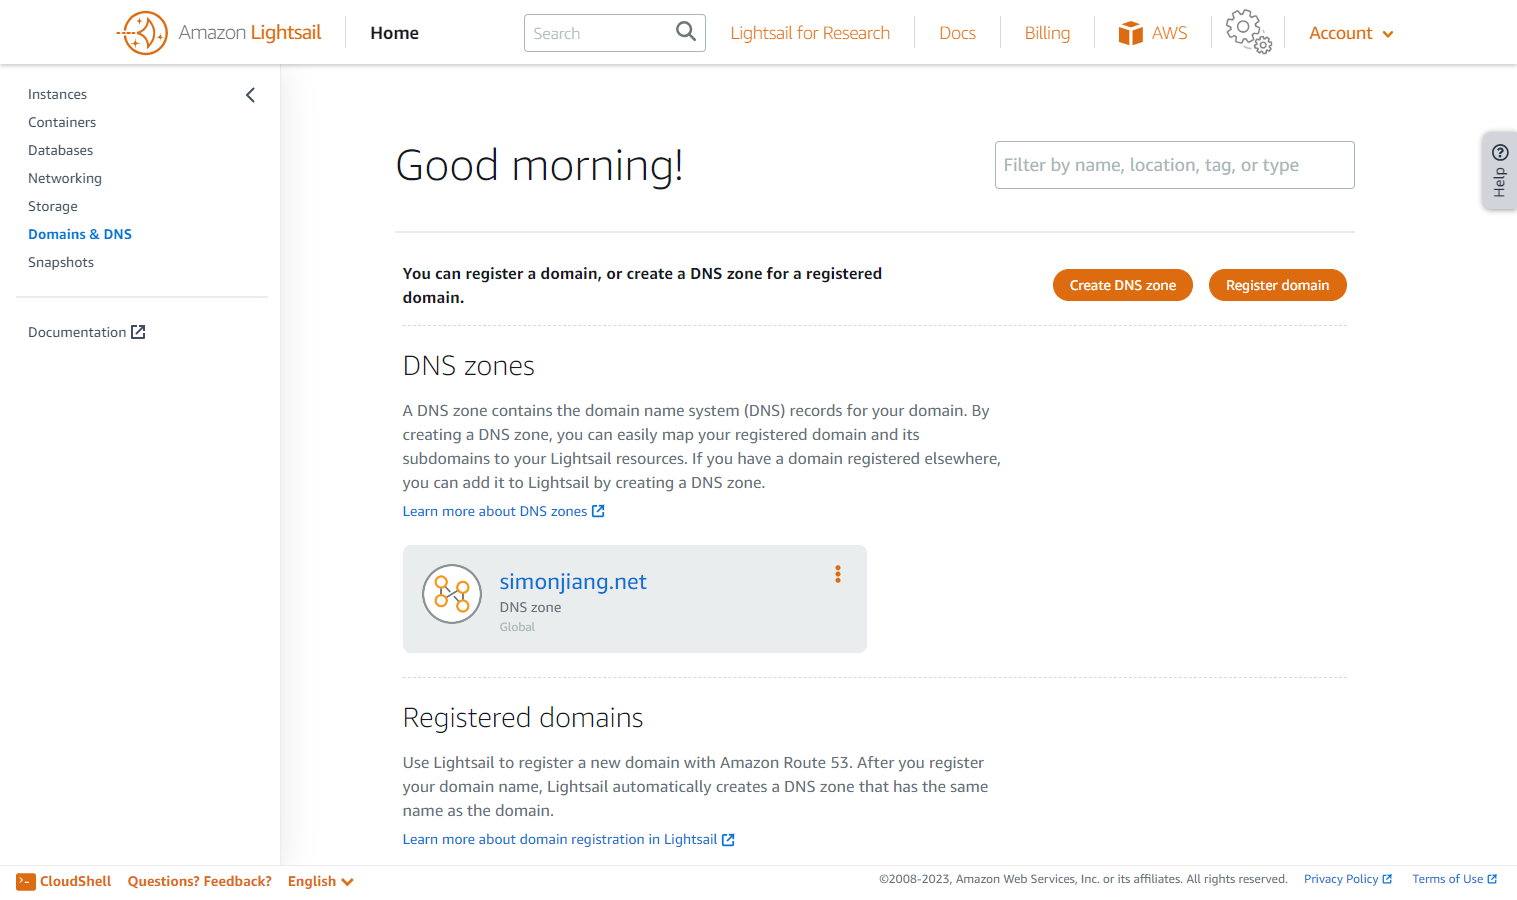 Amazon Lightsail
Home
Search
Lightsail for Research
Docs
Billing
AWS
Account
Instances
Containers
Databases
Networking
Storage
Domains & DNS
Snapshots
Documentation
Good morning!
Filter by name, location, tag, or type
Help
You can register a domain, or create a DNS zone for a registered
domain.
Create DNS zone
Register domain
DNS zones
A DNS zone contains the domain name system (DNS) records for your domain. By
creating a DNS zone, you can easily map your registered domain and its
subdomains to your Lightsail resources. If you have a domain registered elsewhere,
you can add it to Lightsail by creating a DNS zone.
Learn more about DNS zones
simonjiang.net
DNS zone
Global
Registered domains
Use Lightsail to register a new domain with Amazon Route 53. After you register
your domain name, Lightsail automatically creates a DNS zone that has the same
name as the domain.
Learn more about domain registration in Lightsail
CloudShell
Questions? Feedback?
English
©2008-2023, Amazon Web Services, Inc. or its affiliates. All rights reserved.
Privacy Policy
Terms of Use